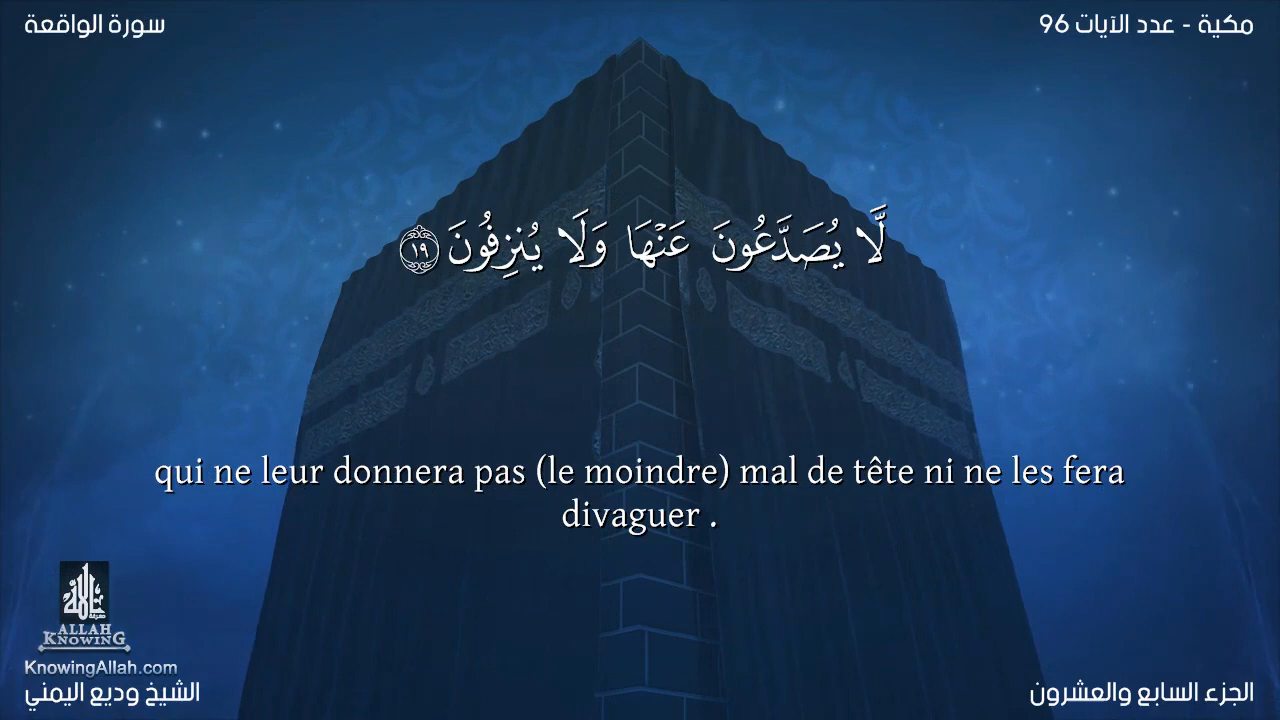 سورة الواقعة
مكية - عدد الآيات 96
لَّا يُصَدَّعُونَ عَنْهَا وَلَا يُنزِفُونَ ١٩
qui ne leur donnera pas (le moindre) mal de tête ni ne les fera
divaguer .
ALLAH
KNOWING
KnowingAllah.com
الشيخ وديع اليمني
الجزء السابع والعشرون